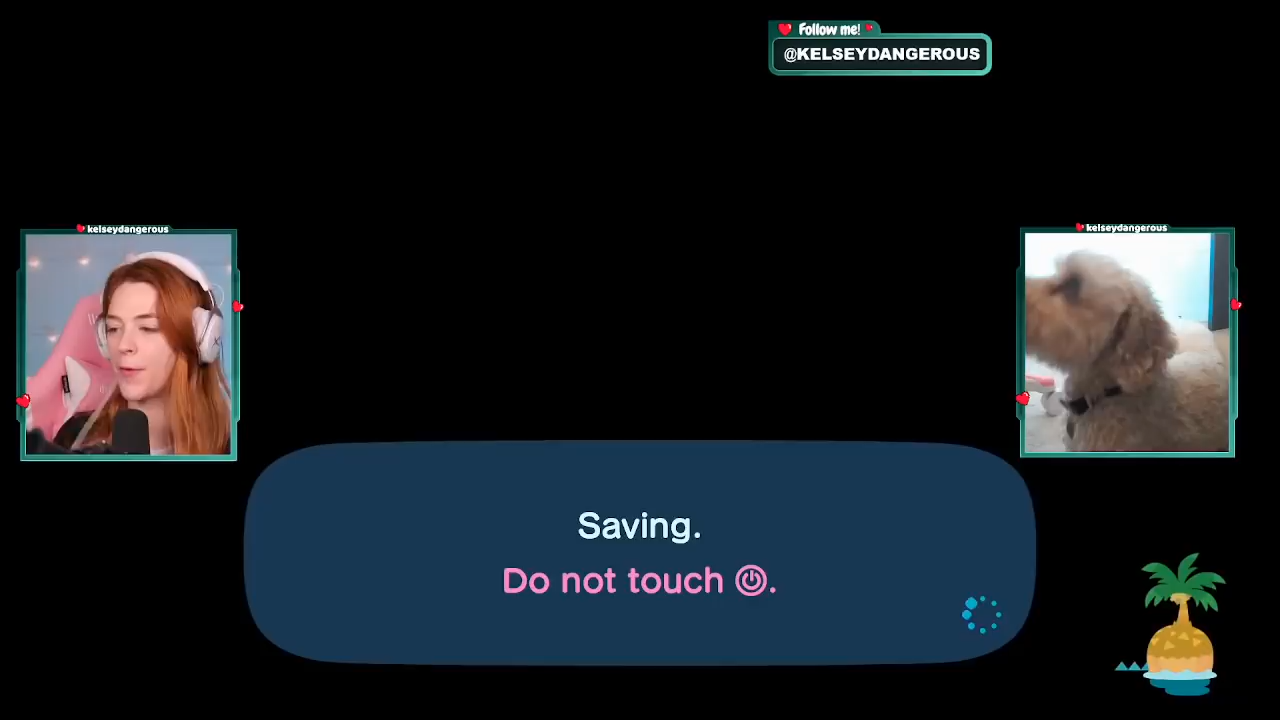 Follow me!
@KELSEYDANGEROUS
kelseydangerous
kelseydangerous
Saving.
Do not touch ⏻.